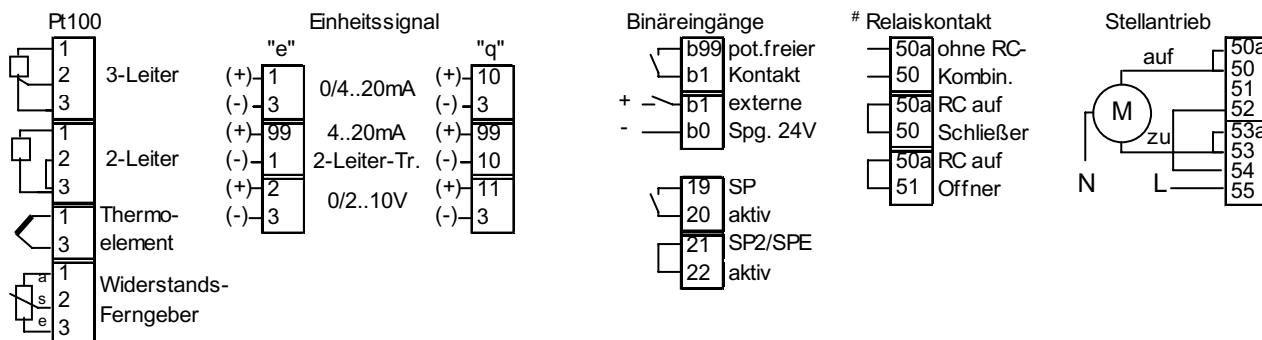 Pt100
1
2
3
3-Leiter
1
2
3
2-Leiter
1
3
Thermo-
element
a
s
e
1
2
3
Widerstands-
Ferngeber
Einheitssignal
"e"
"q"
(+) 1 0/4..20mA (+) 10
(-) 3 (-) 3
(+) 99 4..20mA (+) 99
(-) 1 2-Leiter-Tr. (-) 10
(+) 2 0/2..10V (+) 11
(-) 3 (-) 3
Binäreingänge
b99 pot.freier
b1 Kontakt
+ b1 externe
- b0 Spg. 24V
19 SP
20 aktiv
21 SP2/SPE
22 aktiv
# Relaiskontakt
50a ohne RC-
50 Kombin.
50a RC auf
50 Schließer
50a RC auf
51 Offner
Stellantrieb
auf
M
zu
N
L
50a
50
51
52
53a
53
54
55